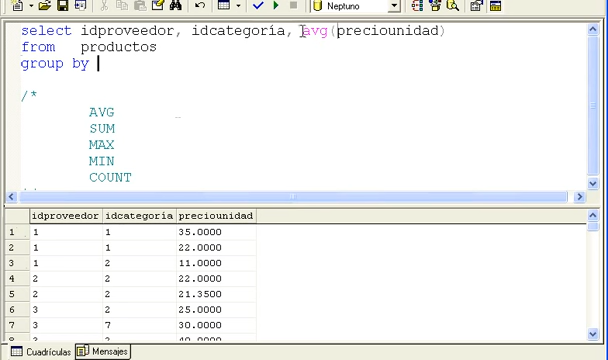 Neptuno
select idproveedor, idcategoría, avg(preciounidad)
from productos
group by
/*
AVG
SUM
MAX
MIN
COUNT
idproveedor idcategoría preciounidad
1 1 1 35.0000
2 1 1 22.0000
3 1 2 11.0000
4 2 2 22.0000
5 2 2 21.3500
6 3 2 25.0000
7 3 7 30.0000
Cuadrículas Mensajes